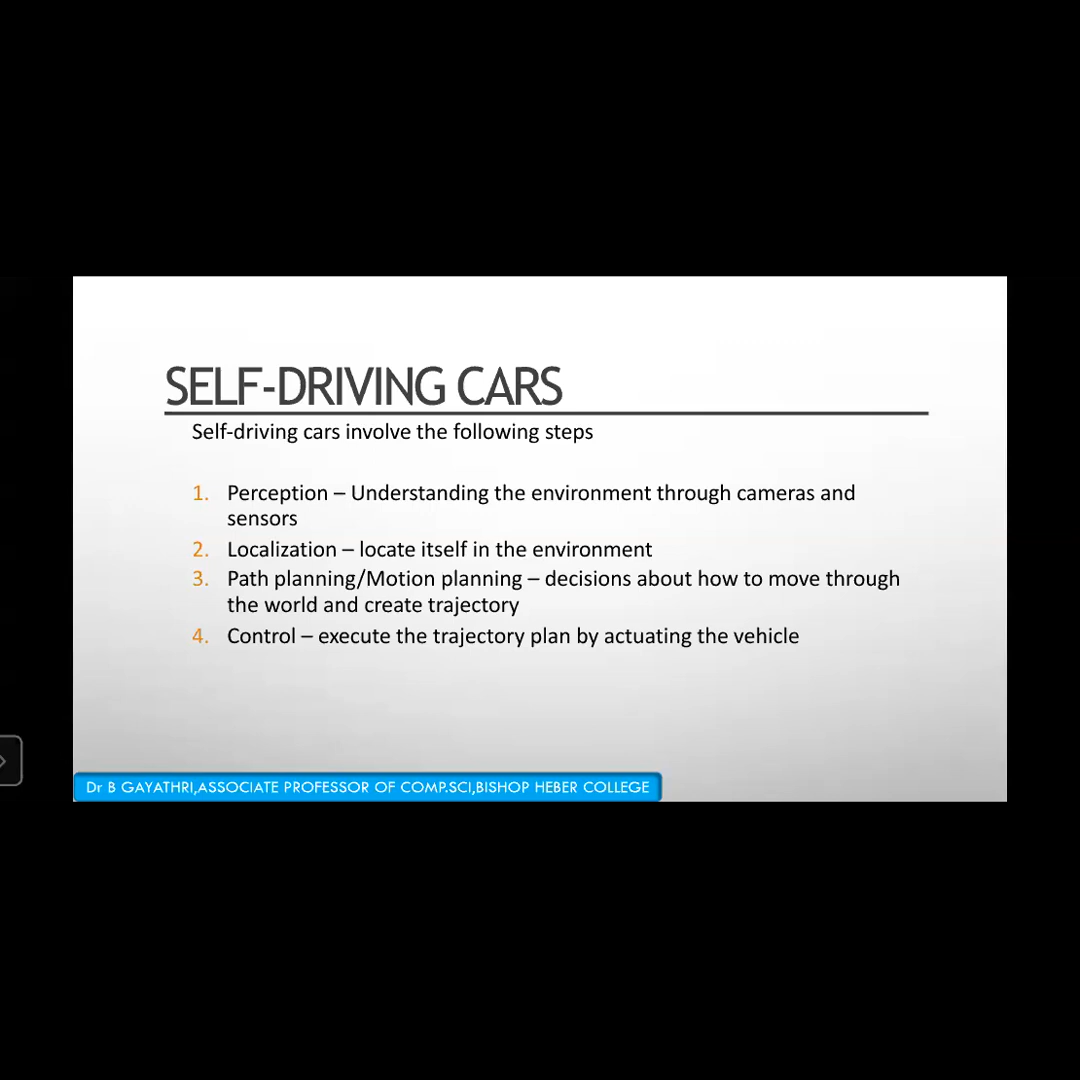 SELF-DRIVING CARS
Self-driving cars involve the following steps
1. Perception – Understanding the environment through cameras and
sensors
2. Localization – locate itself in the environment
3. Path planning/Motion planning – decisions about how to move through
the world and create trajectory
4. Control – execute the trajectory plan by actuating the vehicle
Dr B GAYATHRI,ASSOCIATE PROFESSOR OF COMP.SCI,BISHOP HEBER COLLEGE